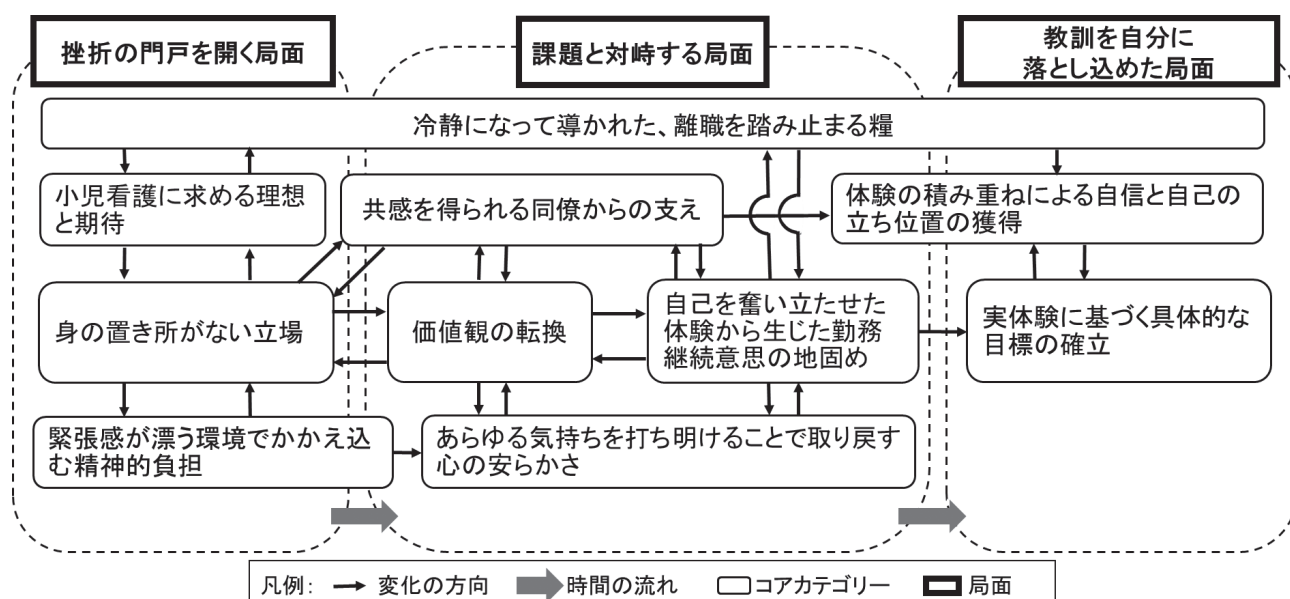 挫折の門戸を開く局面
課題と対峙する局面
教訓を自分に
落とし込めた局面
冷静になって導かれた、離職を踏み止まる糧
小児看護に求める理想
と期待
共感を得られる同僚からの支え
体験の積み重ねによる自信と自己の
立ち位置の獲得
身の置き所がない立場
価値観の転換
自己を奮い立たせた
体験から生じた勤務
継続意思の地固め
実体験に基づく具体的な
目標の確立
緊張感が漂う環境でかかえ込
む精神的負担
あらゆる気持ちを打ち明けることで取り戻す
心の安らかさ
凡例: 変化の方向 時間の流れ コアカテゴリー 局面